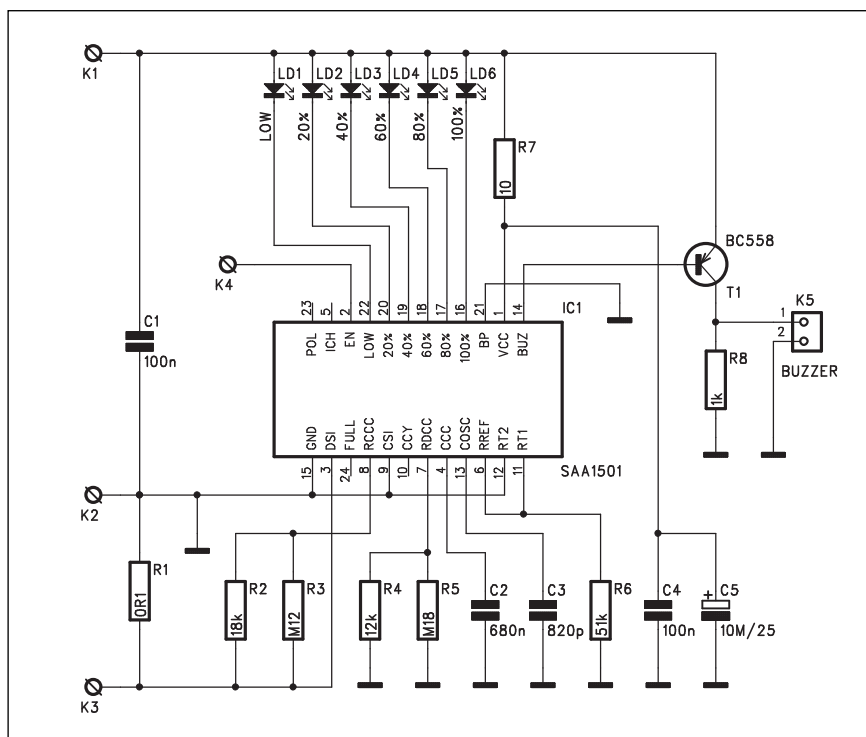 K1
LD1
LD2
LD3
LD4
LD5
LD6
LOW
20%
40%
60%
80%
100%
R7
10
BC558
T1
K4
K5
1
2
BUZZER
C1
100n
R8
1k
IC1
23
5
2
22
20
19
18
17
16
21
1
14
POL
ICH
EN
LOW
20%
40%
60%
80%
100%
BP
VCC
BUZ
GND
DSI
FULL
RCCC
CSI
CCY
RDCC
CCC
COSC
RREF
RT2
RT1
15
3
24
8
9
10
7
4
13
6
12
11
SAA1501
K2
R1
0R1
R2
18k
R3
M12
R4
12k
R5
M18
C2
680n
C3
820p
R6
51k
C4
100n
+
C5
10M/25
K3